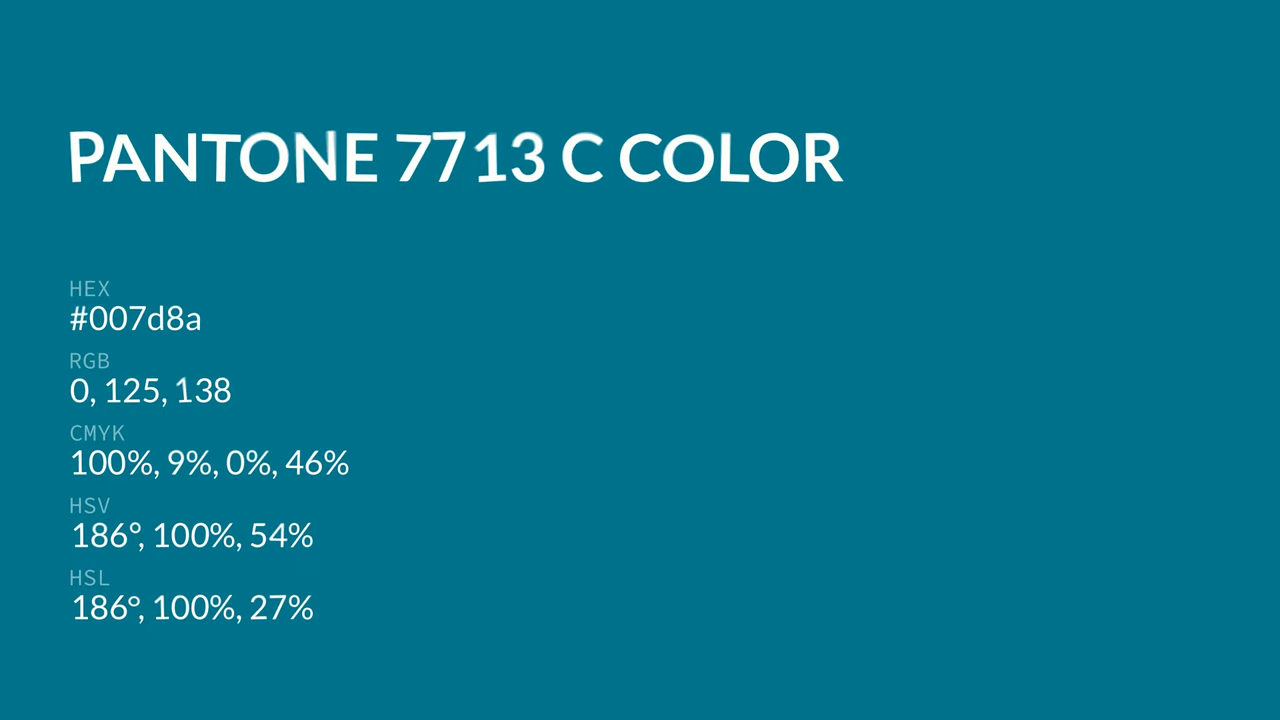 PANTONE 7713 C COLOR
HEX
#007d8a
RGB
0, 125, 138
CMYK
100%, 9%, 0%, 46%
HSV
186°, 100%, 54%
HSL
186°, 100%, 27%